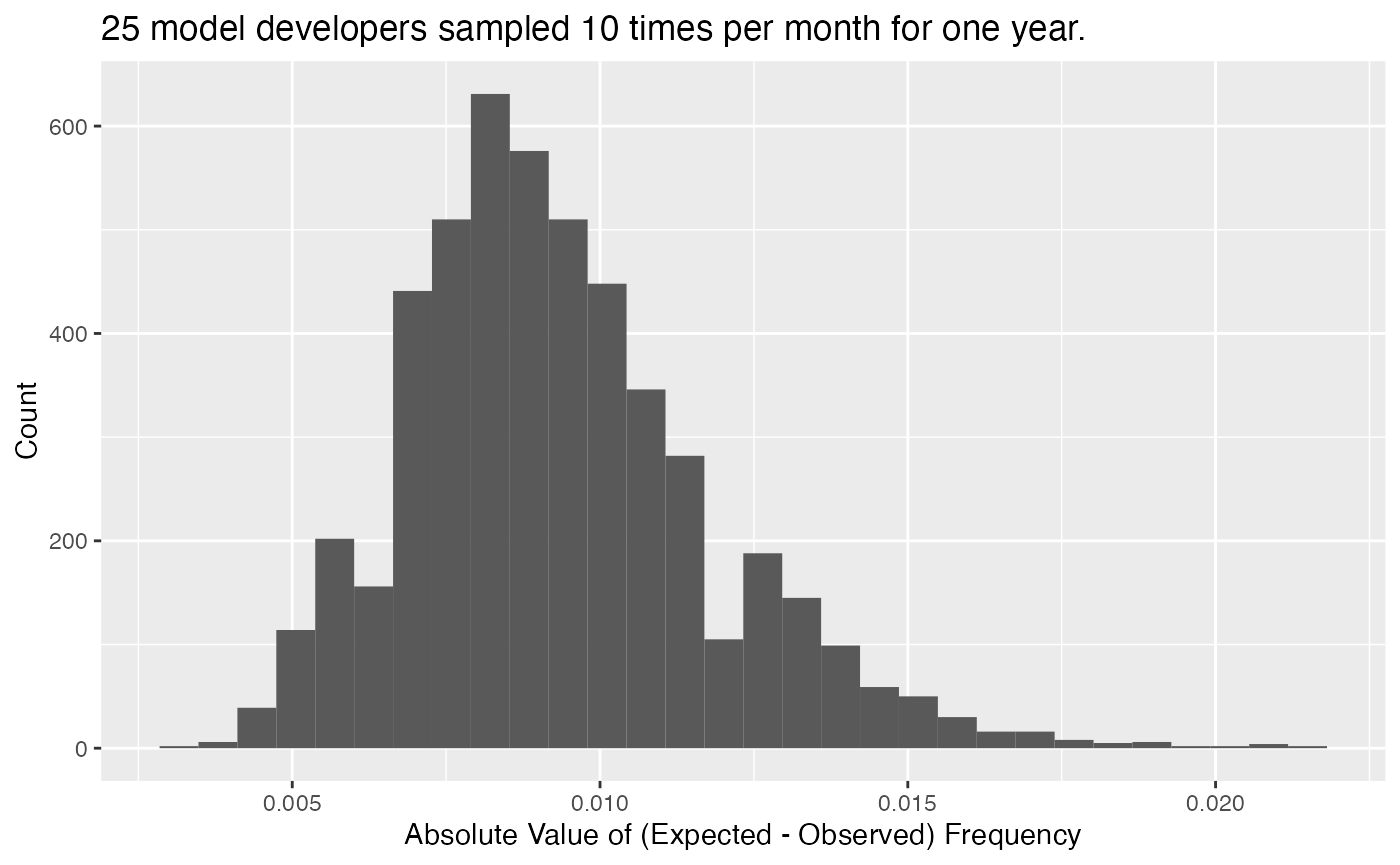 25 model developers sampled 10 times per month for one year.
600
400
200
0
Count
0.005 0.010 0.015 0.020
Absolute Value of (Expected - Observed) Frequency